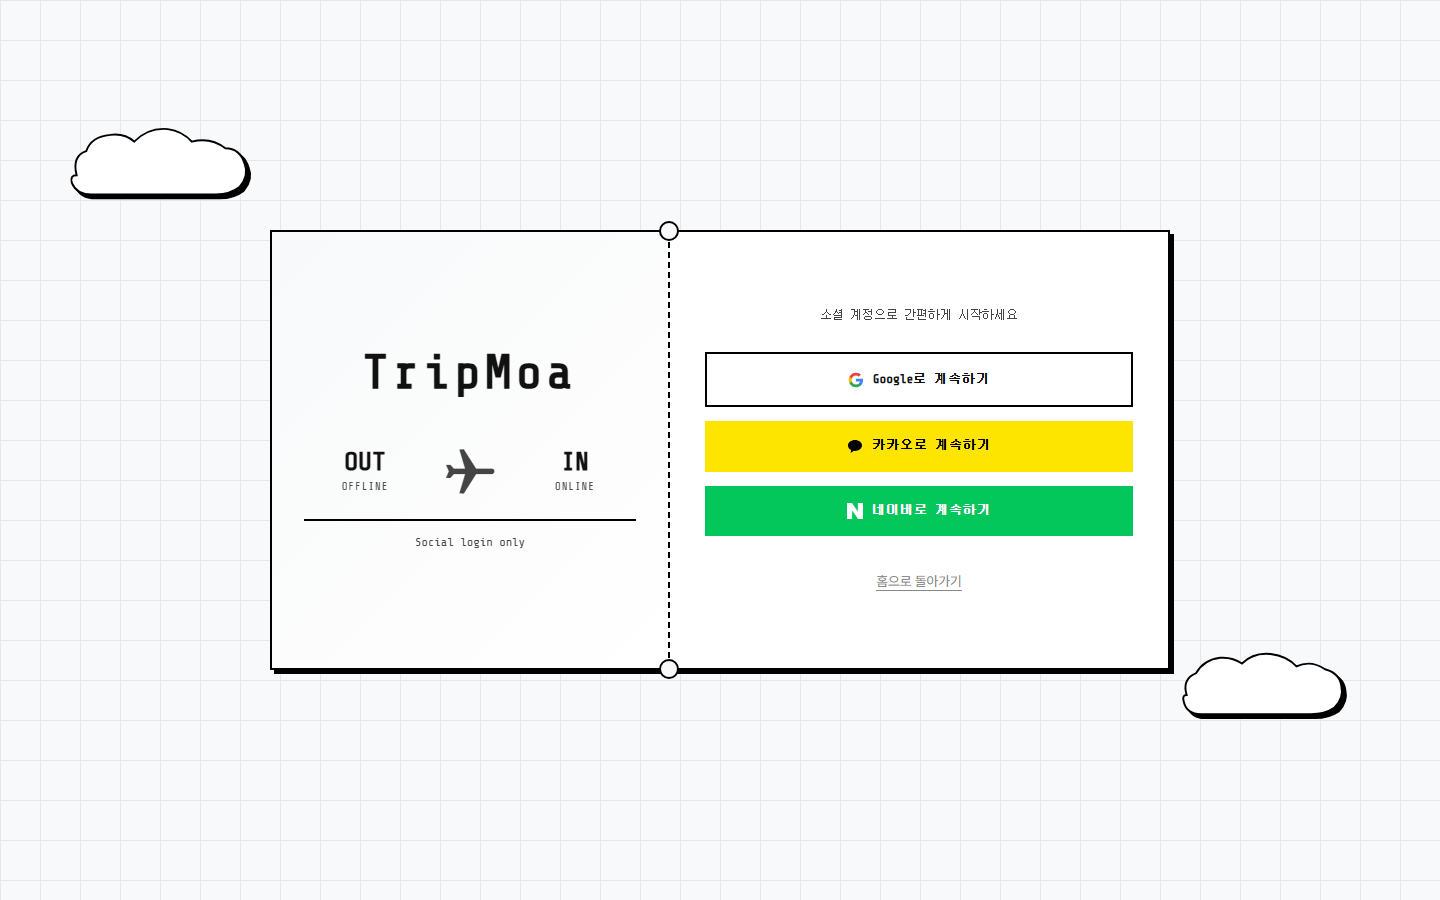 TripMoa
OUT
OFFLINE
IN
ONLINE
Social login only
소셜 계정으로 간편하게 시작하세요
Google로 계속하기
카카오로 계속하기
네이버로 계속하기
홈으로 돌아가기